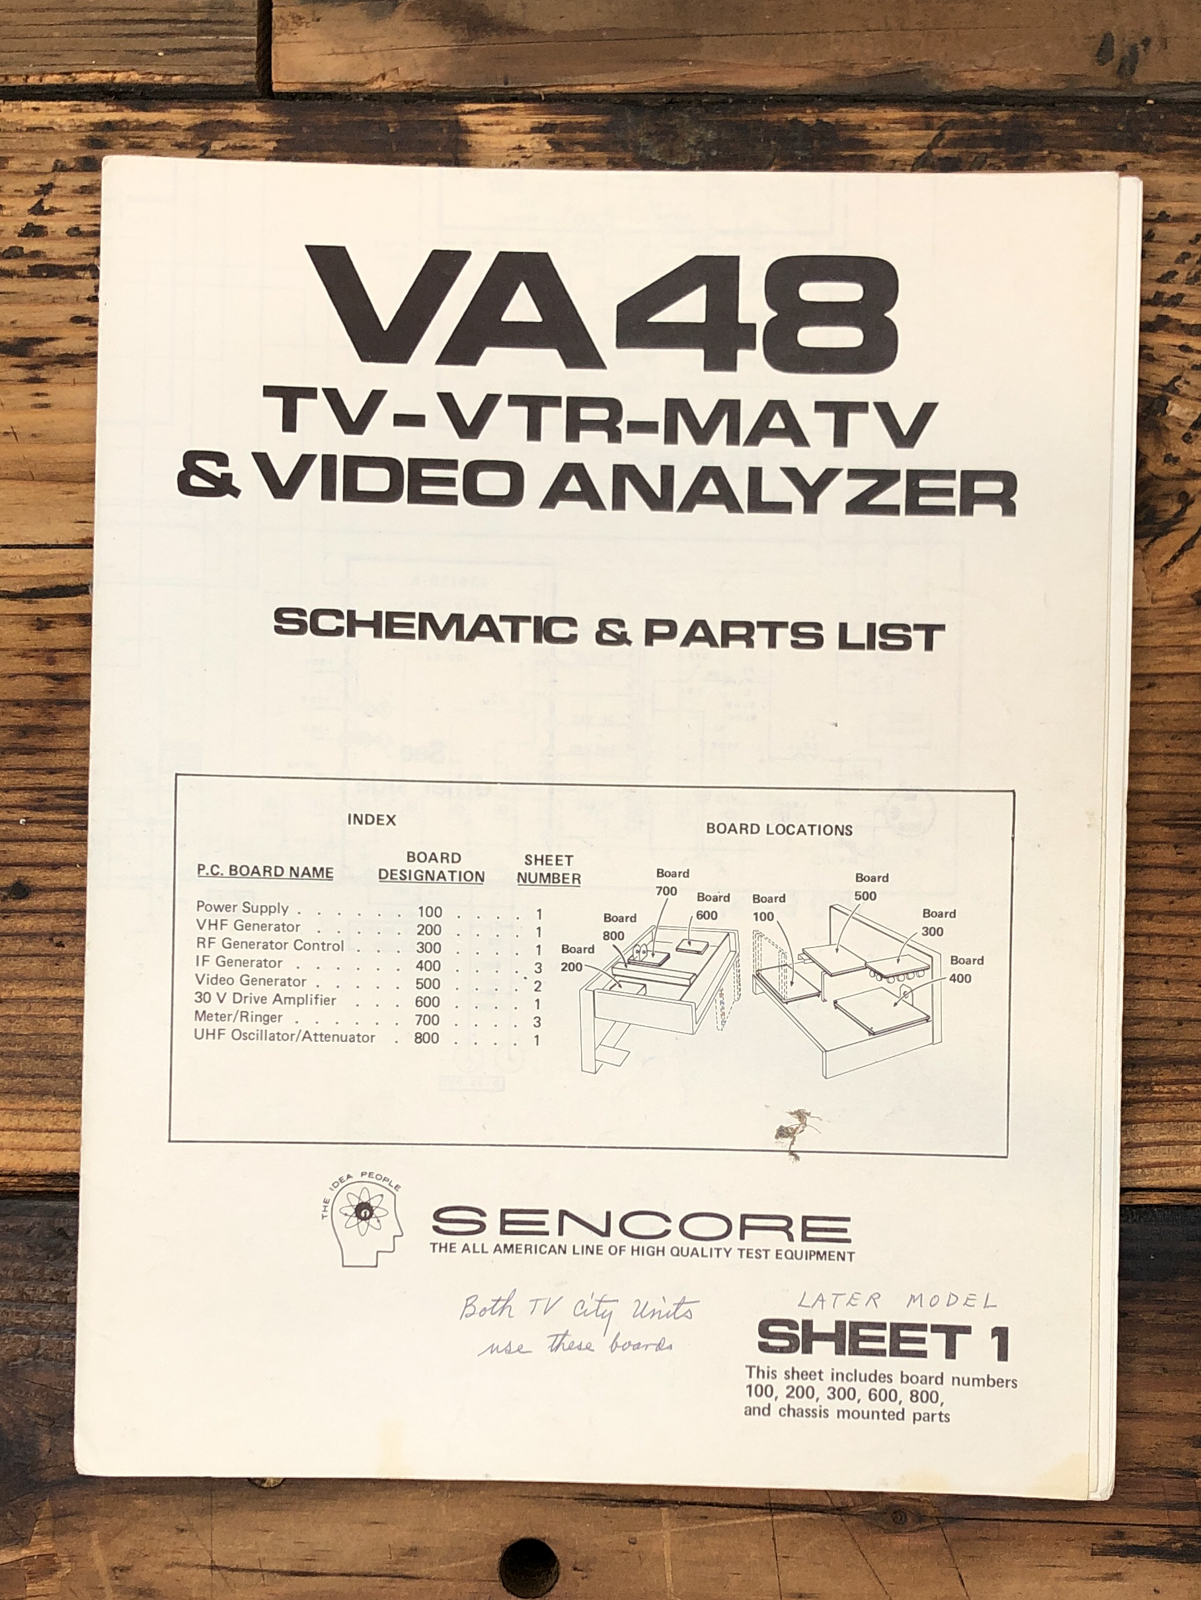 VA48
TV-VTR-MATV
& VIDEO ANALYZER
SCHEMATIC & PARTS LIST
INDEX
P.C. BOARD NAME BOARD DESIGNATION SHEET NUMBER
Power Supply . . . . . . 100 . . . . 1
VHF Generator . . . . . 200 . . . . 1
RF Generator Control . . . 300 . . . . 1
IF Generator . . . . . . 400 . . . . 3
Video Generator . . . . . 500 . . . . 2
30 V Drive Amplifier . . . 600 . . . . 1
Meter/Ringer . . . . . . 700 . . . . 3
UHF Oscillator/Attenuator . 800 . . . . 1
BOARD LOCATIONS
Board
700
Board
600
Board
800
Board
200
Board
100
Board
500
Board
300
Board
400
THE IDEA PEOPLE
SENCORE
THE ALL AMERICAN LINE OF HIGH QUALITY TEST EQUIPMENT
Both TV City Units
use these boards
LATER MODEL
SHEET 1
This sheet includes board numbers
100, 200, 300, 600, 800,
and chassis mounted parts